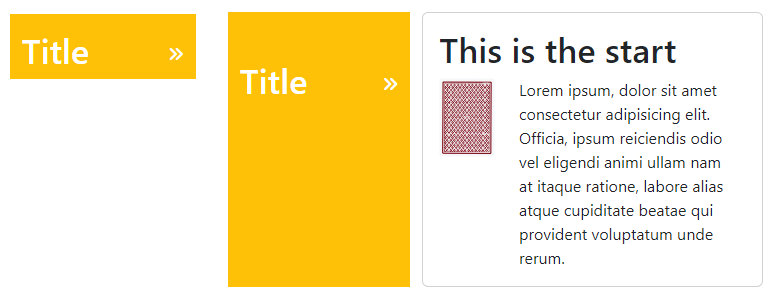 Title »
Title »
This is the start
Lorem ipsum, dolor sit amet
consectetur adipisicing elit.
Officia, ipsum reiciendis odio
vel eligendi animi ullam nam
at itaque ratione, labore alias
atque cupiditate beatae qui
provident voluptatum unde
rerum.